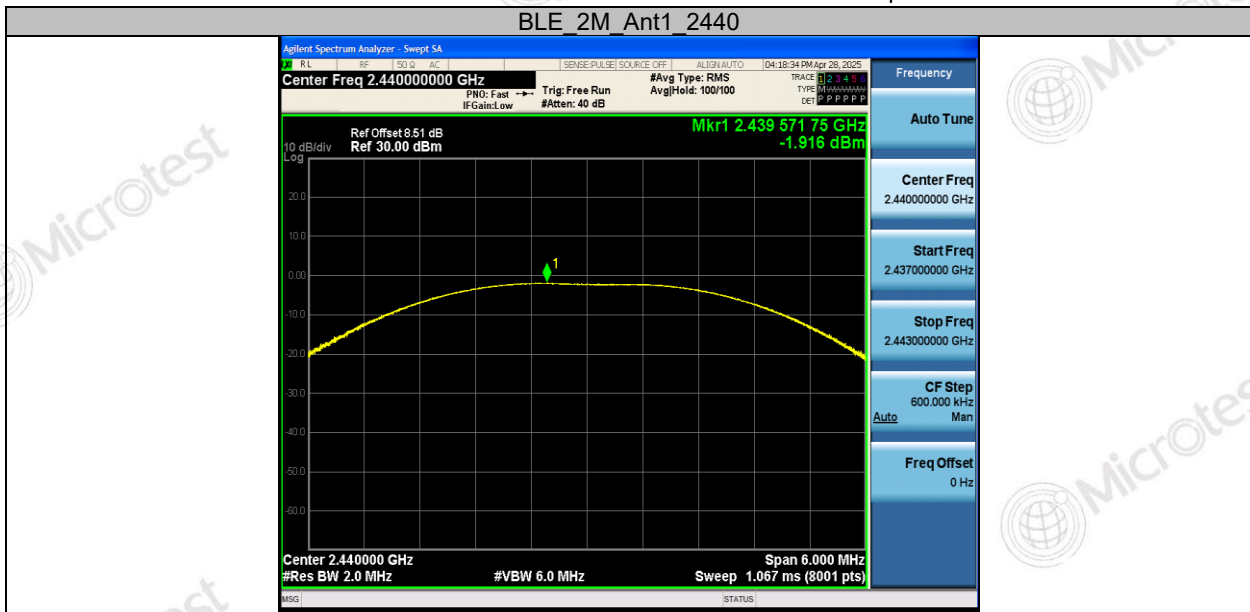 BLE_2M_Ant1_2440
Agilent Spectrum Analyzer - Swept SA
RL RF 50 Ω AC SENSE:PULSE SOURCE OFF ALIGN AUTO 04:18:34 PM Apr 28, 2025
Center Freq 2.440000000 GHz
PNO: Fast
IFGain:Low
Trig: Free Run
#Atten: 40 dB
#Avg Type: RMS
Avg|Hold: 100/100
TRACE 1 2 3 4 5 6
TYPE M
DET P P P P P P
Frequency
Auto Tune
Center Freq
2.440000000 GHz
Start Freq
2.437000000 GHz
Stop Freq
2.443000000 GHz
CF Step
600.000 kHz
Auto Man
Freq Offset
0 Hz
Mkr1 2.439 571 75 GHz
-1.916 dBm
Ref Offset 8.51 dB
10 dB/div Ref 30.00 dBm
Log
20.0
10.0
1
0.00
-10.0
-20.0
-30.0
-40.0
-50.0
-60.0
Center 2.440000 GHz Span 6.000 MHz
#Res BW 2.0 MHz #VBW 6.0 MHz Sweep 1.067 ms (8001 pts)
MSG STATUS
Microtest
Microtest